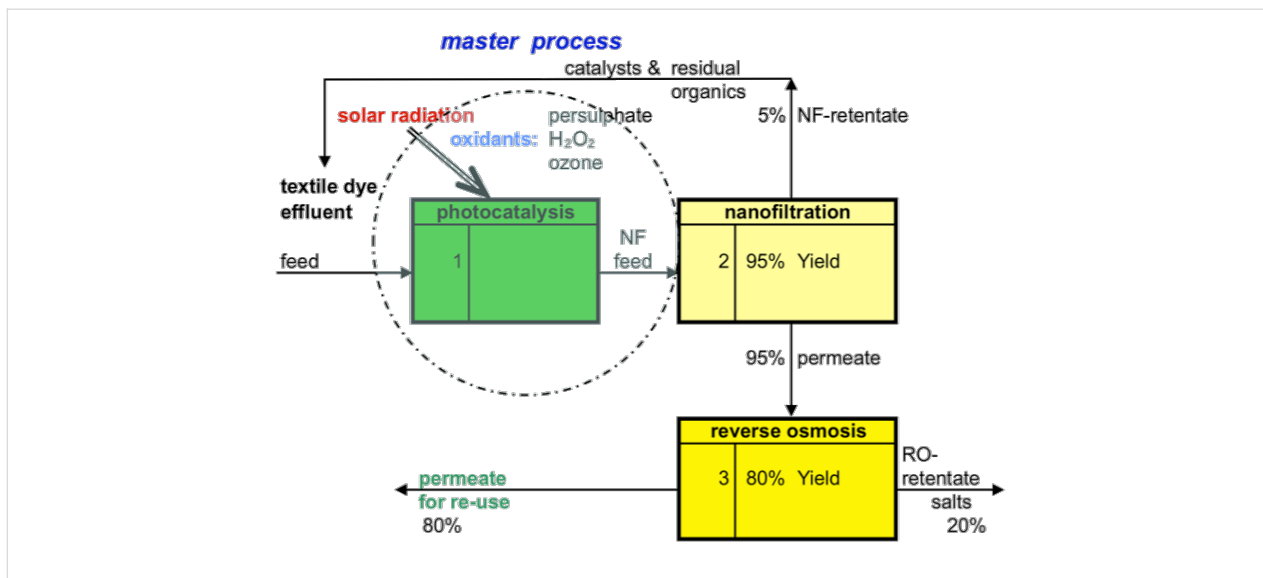 master process
catalysts & residual
organics
solar radiation
persulphate
5% NF-retentate
oxidants: H₂O₂
ozone
textile dye
effluent
photocatalysis
nanofiltration
feed
1
NF
feed
2 95% Yield
95% permeate
reverse osmosis
RO-
retentate
salts
20%
3 80% Yield
permeate
for re-use
80%